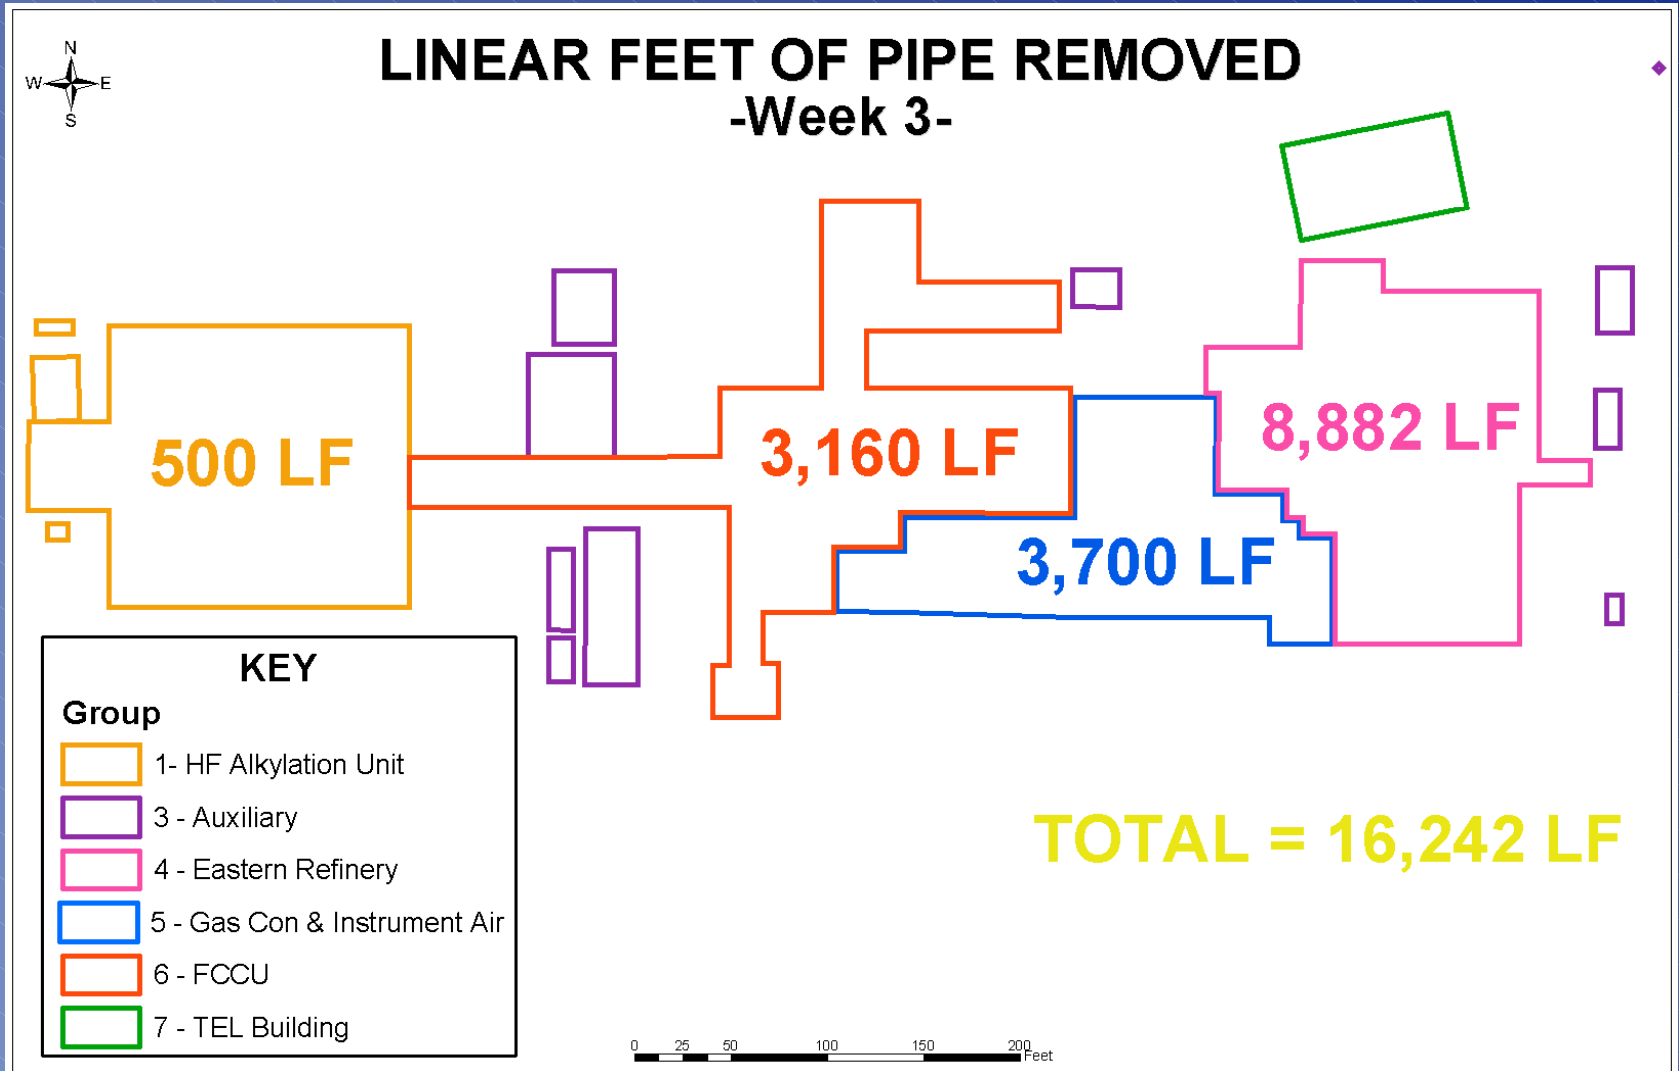 LINEAR FEET OF PIPE REMOVED
-Week 3-
N
W E
S
500 LF
3,160 LF
8,882 LF
3,700 LF
KEY
Group
1- HF Alkylation Unit
3 - Auxiliary
4 - Eastern Refinery
5 - Gas Con & Instrument Air
6 - FCCU
7 - TEL Building
TOTAL = 16,242 LF
0 25 50 100 150 200
Feet